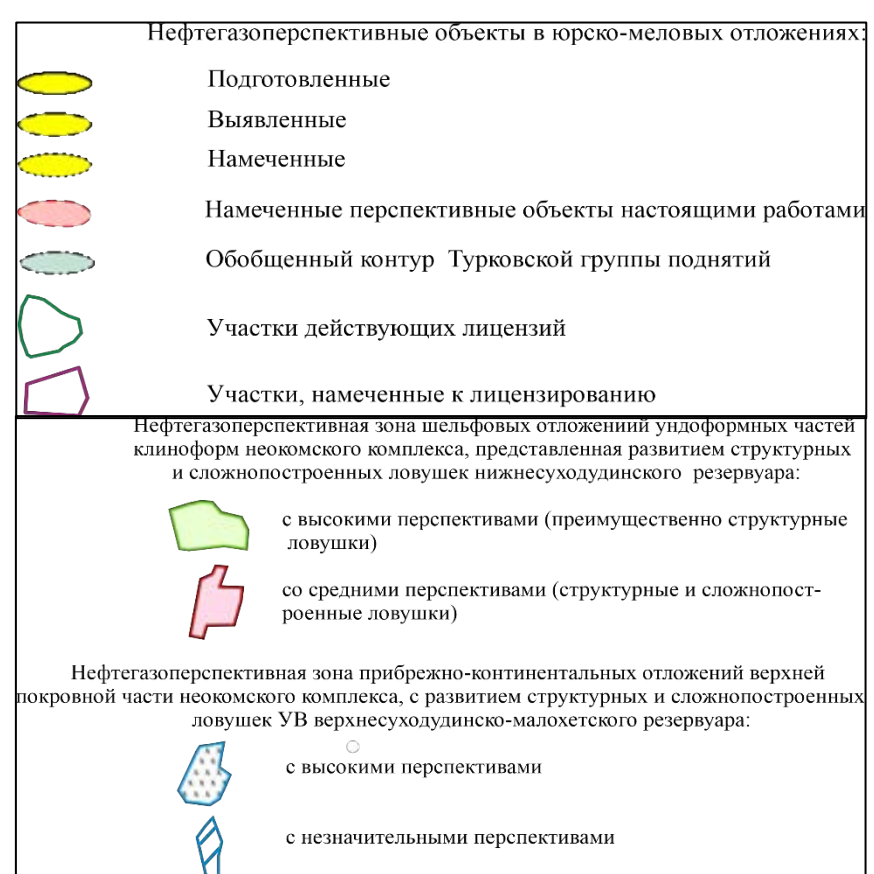 Нефтегазоперспективные объекты в юрско-меловых отложениях:
Подготовленные
Выявленные
Намеченные
Намеченные перспективные объекты настоящими работами
Обобщенный контур Турковской группы поднятий
Участки действующих лицензий
Участки, намеченные к лицензированию
Нефтегазоперспективная зона шельфовых отложениий ундоформных частей
клиноформ неокомского комплекса, представленная развитием структурных
и сложнопостроенных ловушек нижнесуходудинского резервуара:
с высокими перспективами (преимущественно структурные
ловушки)
со средними перспективами (структурные и сложнопост-
роенные ловушки)
Нефтегазоперспективная зона прибрежно-континентальных отложений верхней
покровной части неокомского комплекса, с развитием структурных и сложнопостроенных
ловушек УВ верхнесуходудинско-малохетского резервуара:
с высокими перспективами
с незначительными перспективами